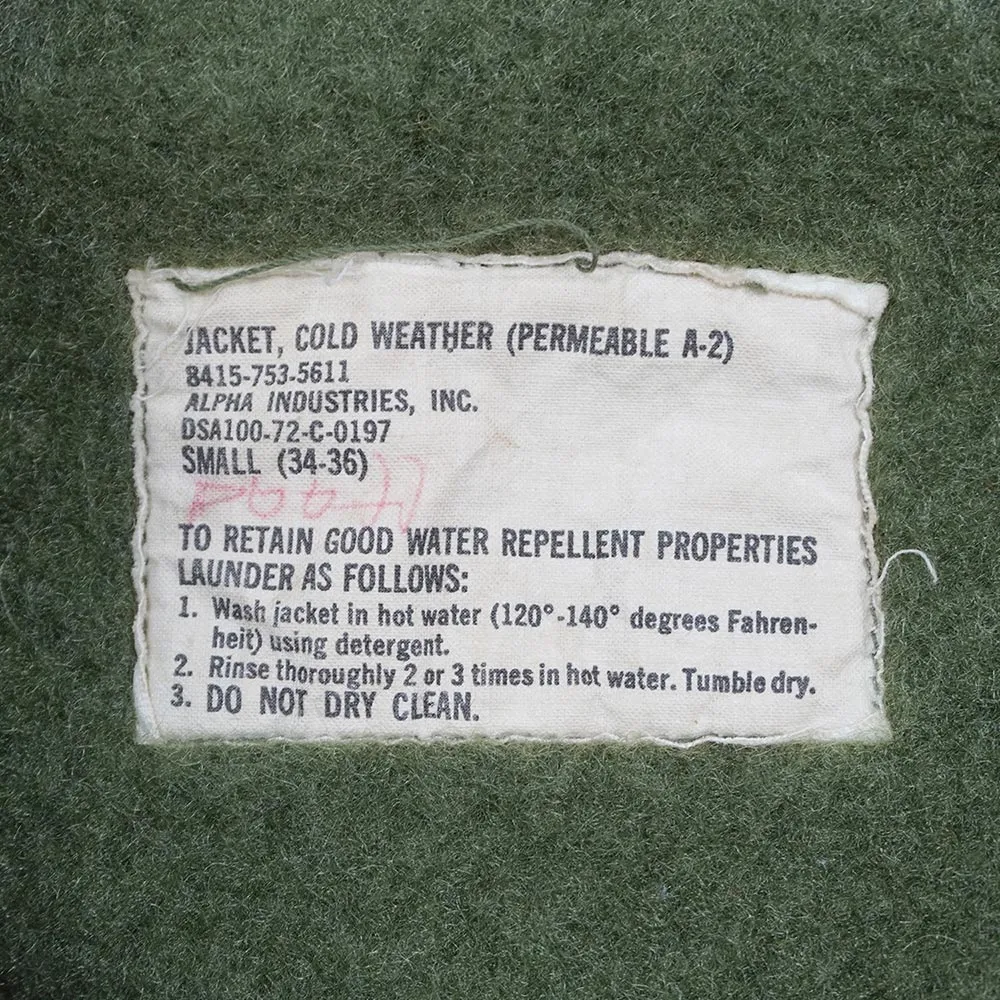 JACKET, COLD WEATHER (PERMEABLE A-2)
8415-753-5611
ALPHA INDUSTRIES, INC.
DSA100-72-C-0197
SMALL (34-36)
TO RETAIN GOOD WATER REPELLENT PROPERTIES
LAUNDER AS FOLLOWS:
1. Wash jacket in hot water (120°-140° degrees Fahren-
heit) using detergent.
2. Rinse thoroughly 2 or 3 times in hot water. Tumble dry.
3. DO NOT DRY CLEAN.